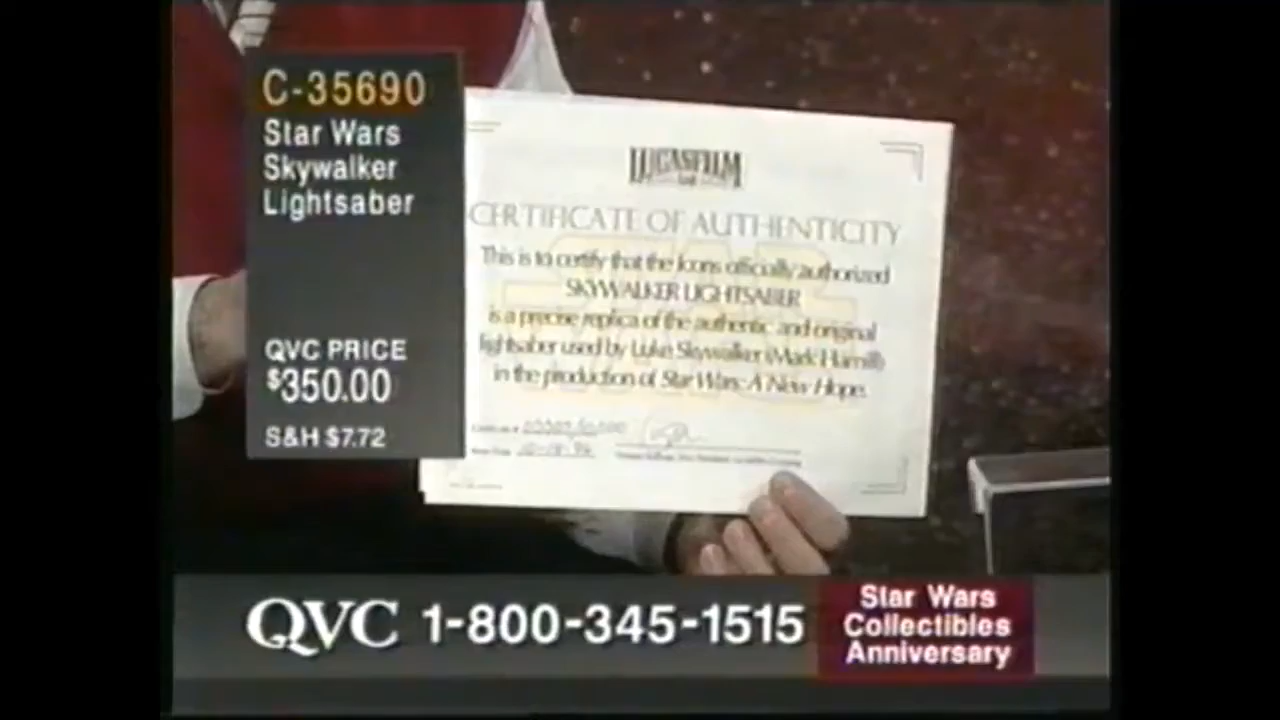 C-35690
Star Wars
Skywalker
Lightsaber
QVC PRICE
$350.00
S&H $7.72
LUCASFILM
LTD
CERTIFICATE OF AUTHENTICITY
This is to certify that the Icons officially authorized
SKYWALKER LIGHTSABER
is a precise replica of the authentic and original
lightsaber used by Luke Skywalker (Mark Hamill)
in the production of Star Wars: A New Hope.
QVC 1-800-345-1515
Star Wars
Collectibles
Anniversary